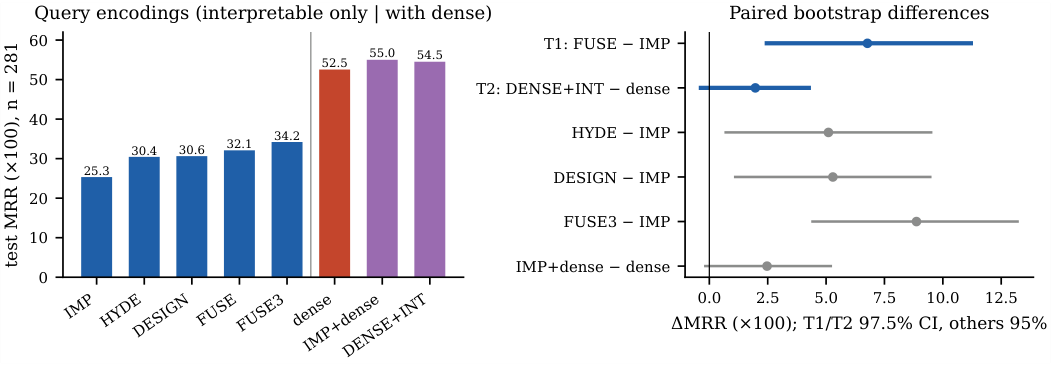 Query encodings (interpretable only | with dense)
test MRR (×100), n = 281
60
50
40
30
20
10
0
25.3
30.4
30.6
32.1
34.2
52.5
55.0
54.5
IMP
HYDE
DESIGN
FUSE
FUSE3
dense
IMP+dense
DENSE+INT
Paired bootstrap differences
T1: FUSE − IMP
T2: DENSE+INT − dense
HYDE − IMP
DESIGN − IMP
FUSE3 − IMP
IMP+dense − dense
0.0
2.5
5.0
7.5
10.0
12.5
ΔMRR (×100); T1/T2 97.5% CI, others 95%